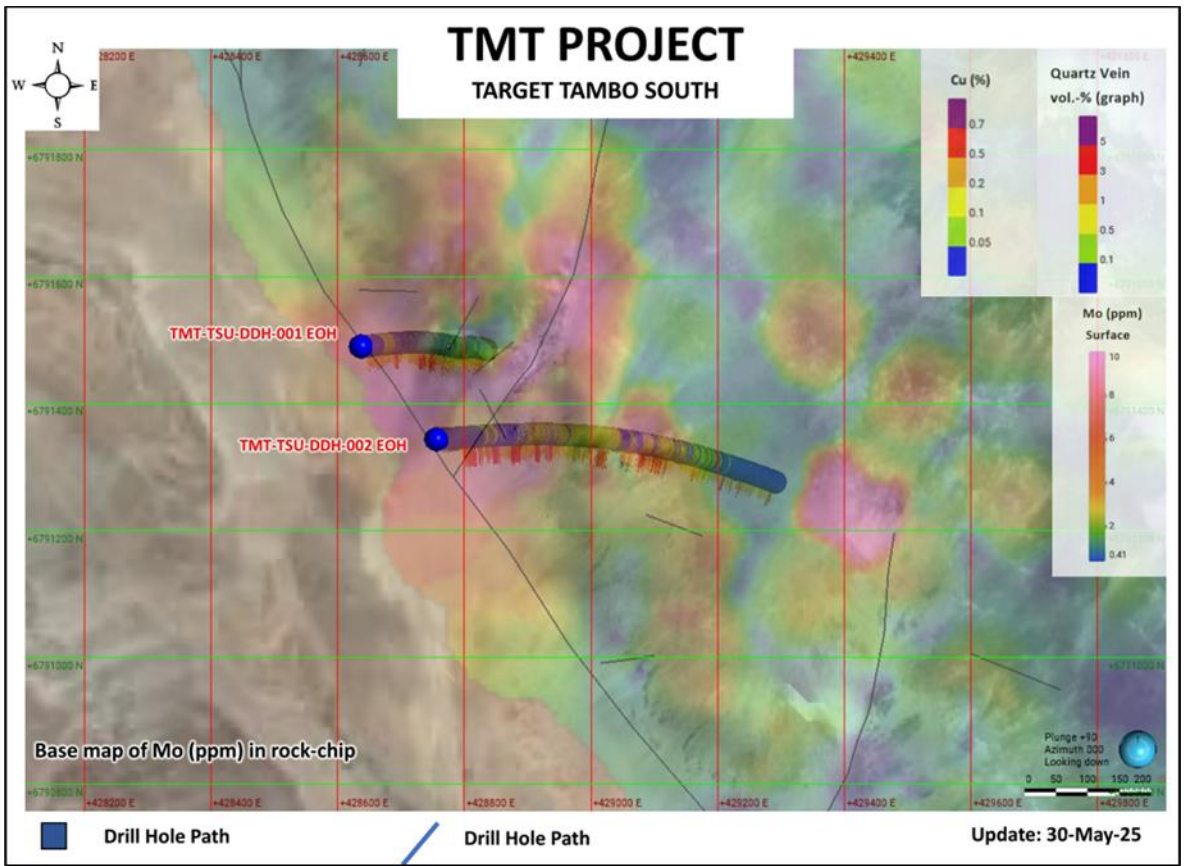 TMT PROJECT
TARGET TAMBO SOUTH
N
W
E
S
+428400 E
+428600 E
+429400 E
Cu (%)
0.7
0.5
0.2
0.1
0.05
Quartz Vein
vol.-% (graph)
5
3
1
0.5
0.1
+6791800 N
+6791600 N
Mo (ppm)
Surface
10
8
6
4
2
0.41
TMT-TSU-DDH-001 EOH
+6791400 N
TMT-TSU-DDH-002 EOH
+6791200 N
+6791000 N
+6791000 N
Base map of Mo (ppm) in rock-chip
Plunge +90
Azimuth 000
Looking down
0 50 100 150 200
+6790800 N
+428200 E
+428400 E
+428600 E
+428800 E
+429000 E
+429200 E
+429400 E
+429600 E
+429800 E
Drill Hole Path
Drill Hole Path
Update: 30-May-25